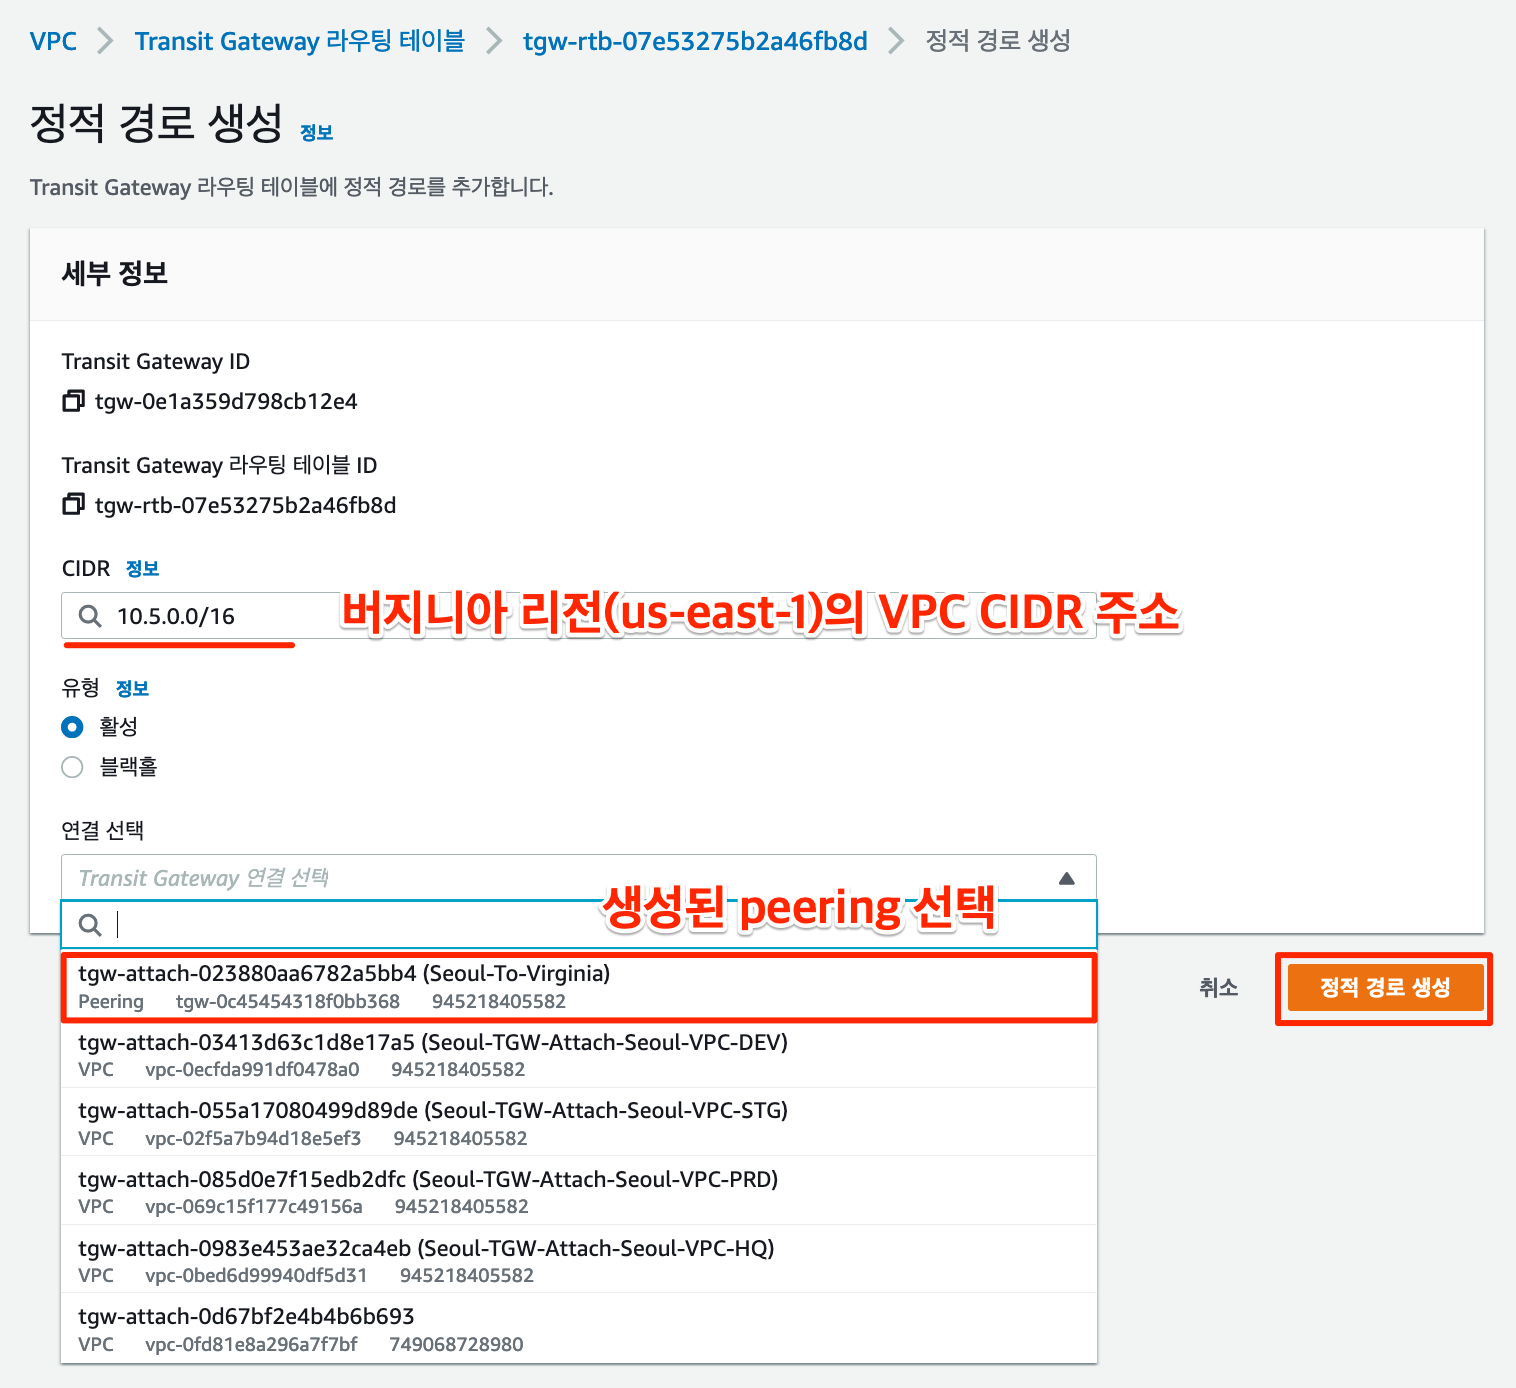 VPC > Transit Gateway 라우팅 테이블 > tgw-rtb-07e53275b2a46fb8d > 정적 경로 생성
정적 경로 생성 정보
Transit Gateway 라우팅 테이블에 정적 경로를 추가합니다.
세부 정보
Transit Gateway ID
tgw-0e1a359d798cb12e4
Transit Gateway 라우팅 테이블 ID
tgw-rtb-07e53275b2a46fb8d
CIDR 정보
10.5.0.0/16 버지니아 리전(us-east-1)의 VPC CIDR 주소
유형 정보
활성
블랙홀
연결 선택
Transit Gateway 연결 선택
생성된 peering 선택
tgw-attach-023880aa6782a5bb4 (Seoul-To-Virginia)
Peering tgw-0c45454318f0bb368 945218405582
취소 정적 경로 생성
tgw-attach-03413d63c1d8e17a5 (Seoul-TGW-Attach-Seoul-VPC-DEV)
VPC vpc-0ecfda991df0478a0 945218405582
tgw-attach-055a17080499d89de (Seoul-TGW-Attach-Seoul-VPC-STG)
VPC vpc-02f5a7b94d18e5ef3 945218405582
tgw-attach-085d0e7f15edb2dfc (Seoul-TGW-Attach-Seoul-VPC-PRD)
VPC vpc-069c15f177c49156a 945218405582
tgw-attach-0983e453ae32ca4eb (Seoul-TGW-Attach-Seoul-VPC-HQ)
VPC vpc-0bed6d99940df5d31 945218405582
tgw-attach-0d67bf2e4b4b6b693
VPC vpc-0fd81e8a296a7f7bf 749068728980